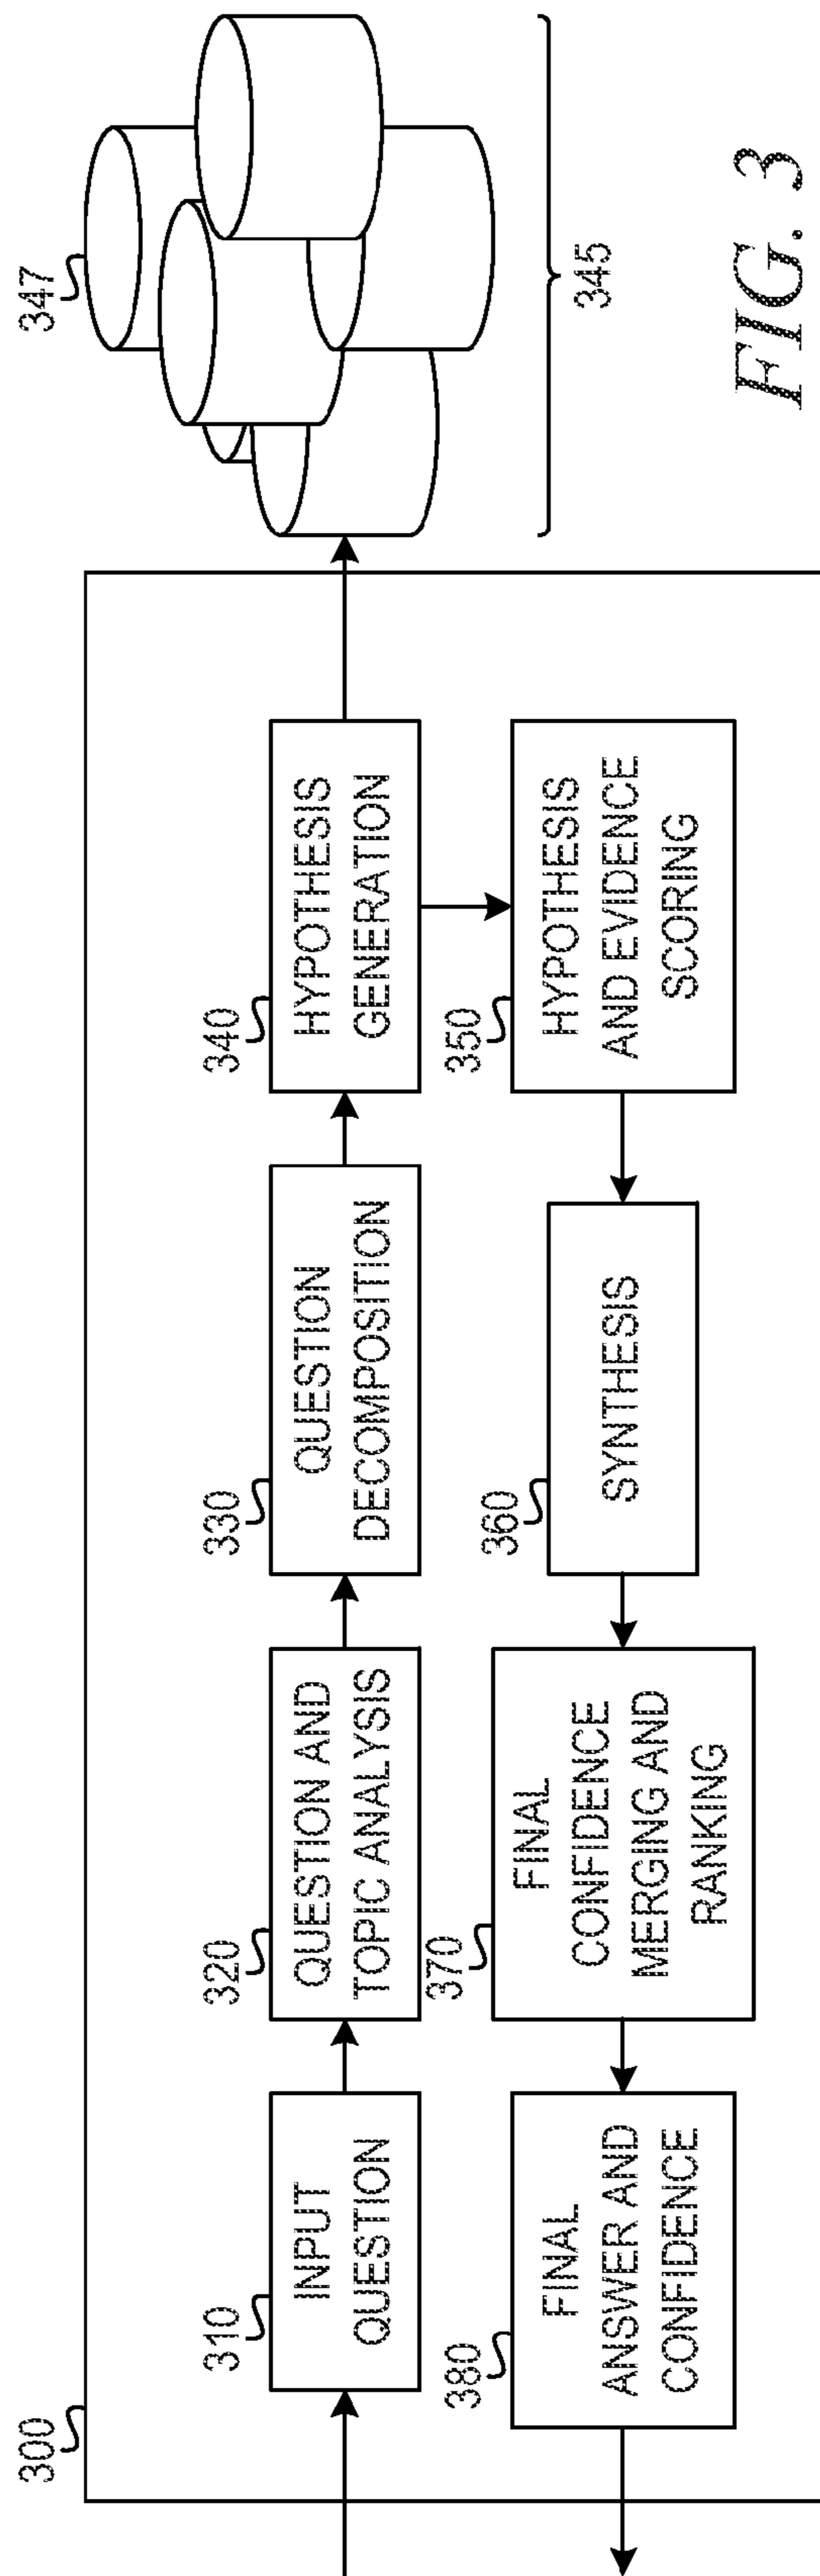 300
310
INPUT
QUESTION
320
QUESTION AND
TOPIC ANALYSIS
330
QUESTION
DECOMPOSITION
340
HYPOTHESIS
GENERATION
347
345
350
HYPOTHESIS
AND EVIDENCE
SCORING
360
SYNTHESIS
370
FINAL
CONFIDENCE
MERGING AND
RANKING
380
FINAL
ANSWER AND
CONFIDENCE
FIG. 3